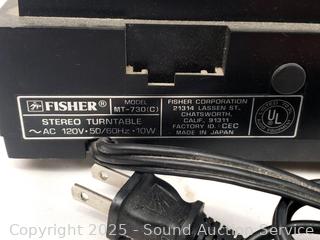 FISHER®
MODEL
MT-730(C)
STEREO TURNTABLE
~ AC 120V·50/60Hz·10W
FISHER CORPORATION
21314 LASSEN ST.
CHATSWORTH,
CALIF. 91311
FACTORY ID.: CEC
MADE IN JAPAN
UL
Copyright 2025 - Sound Auction Service